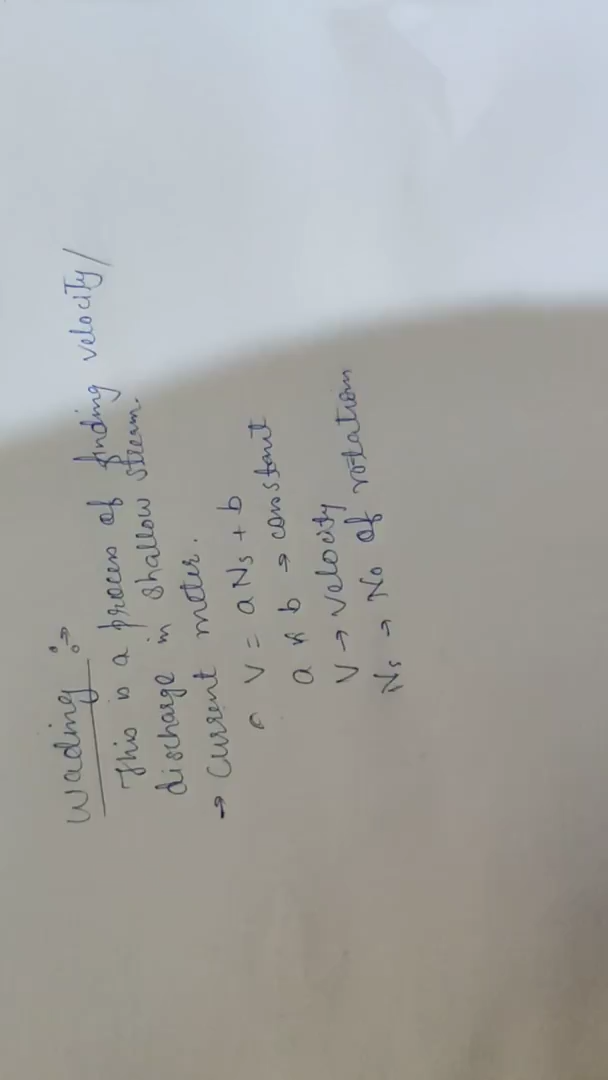 Wading :→
This is a process of finding velocity/
discharge in shallow stream.
→ Current meter.
V = a Ns + b
a & b → constant
V → velocity
Ns → No of rotation